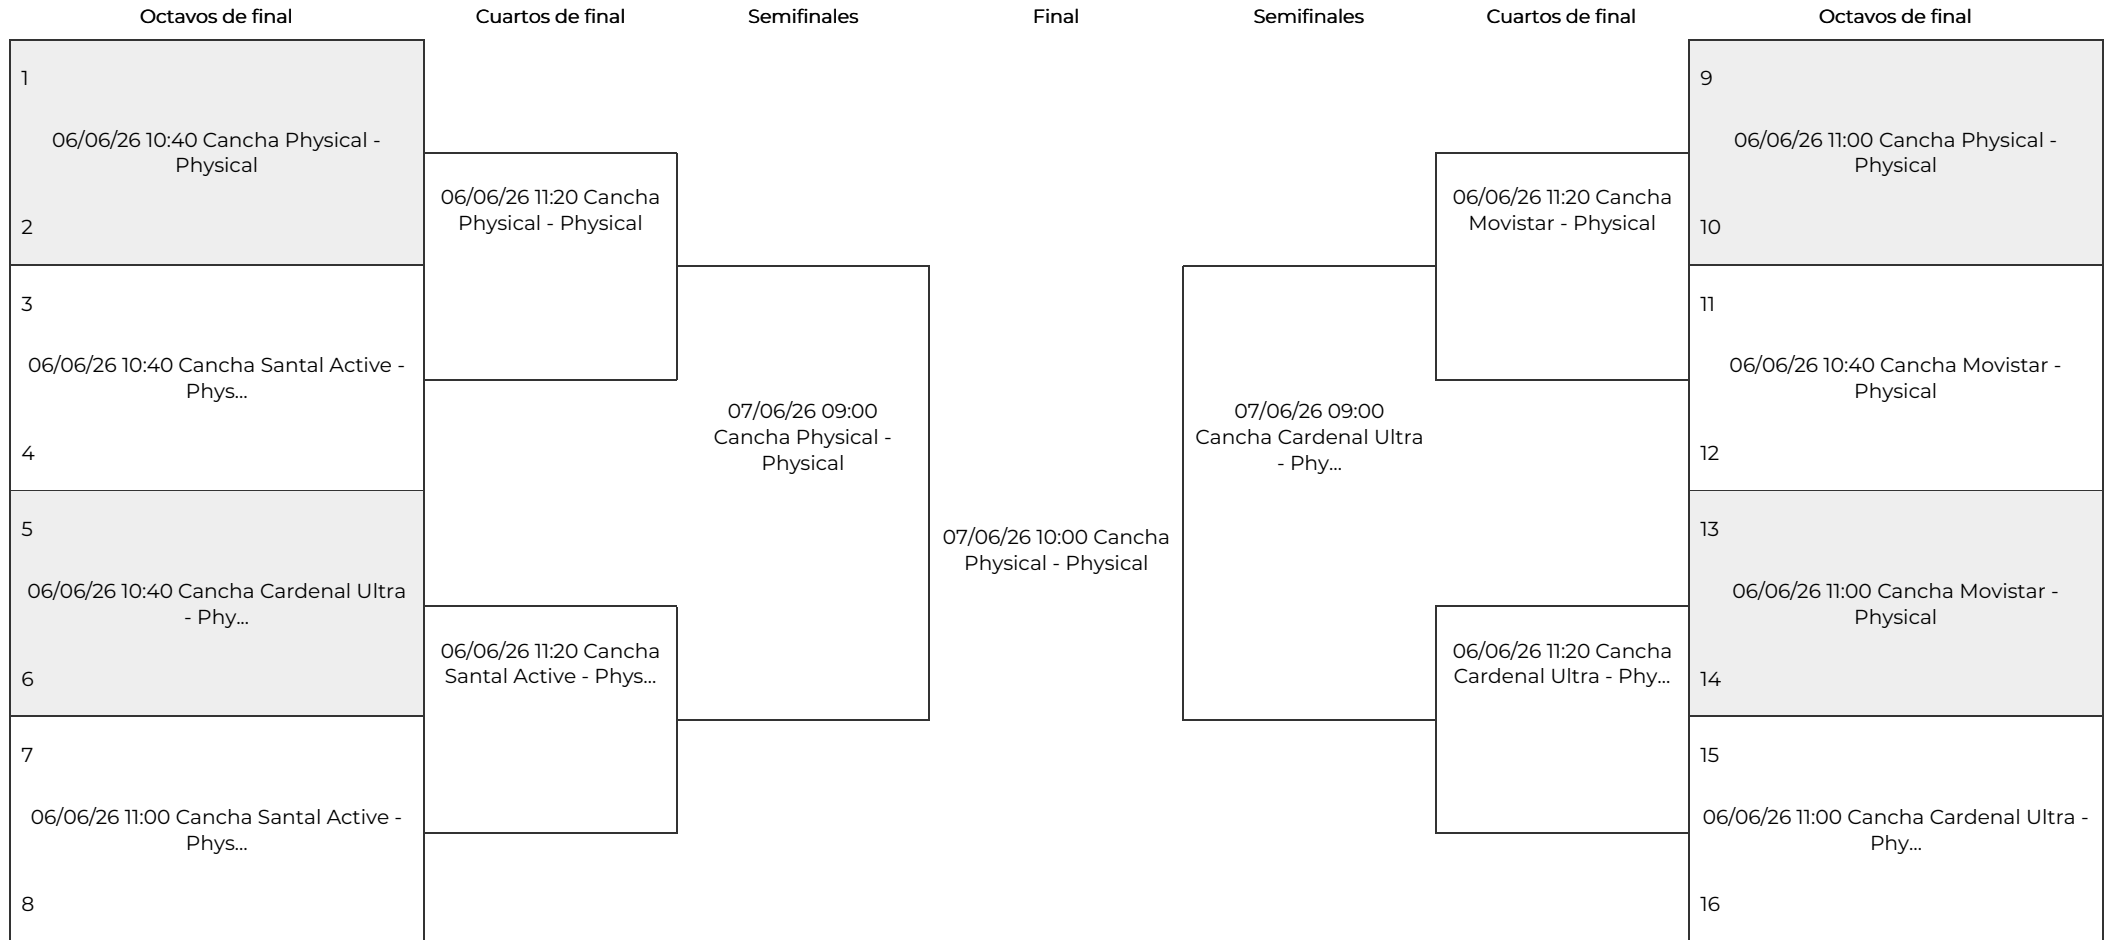 Octavos de final
Cuartos de final
Semifinales
Final
Semifinales
Cuartos de final
Octavos de final
1
06/06/26 10:40 Cancha Physical -
Physical
2
3
06/06/26 10:40 Cancha Santal Active -
Phys...
4
5
06/06/26 10:40 Cancha Cardenal Ultra
- Phy...
6
7
06/06/26 11:00 Cancha Santal Active -
Phys...
8
06/06/26 11:20 Cancha
Physical - Physical
06/06/26 11:20 Cancha
Santal Active - Phys...
07/06/26 09:00
Cancha Physical -
Physical
07/06/26 10:00 Cancha
Physical - Physical
07/06/26 09:00
Cancha Cardenal Ultra
- Phy...
06/06/26 11:20 Cancha
Movistar - Physical
06/06/26 11:20 Cancha
Cardenal Ultra - Phy...
9
06/06/26 11:00 Cancha Physical -
Physical
10
11
06/06/26 10:40 Cancha Movistar -
Physical
12
13
06/06/26 11:00 Cancha Movistar -
Physical
14
15
06/06/26 11:00 Cancha Cardenal Ultra -
Phy...
16